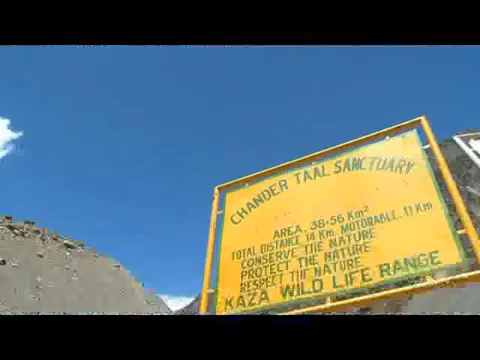 CHANDER TAAL SANCTUARY
AREA. 38·56 Km²
TOTAL DISTANCE 14 Km. MOTORABLE. 11 Km
CONSERVE THE NATURE
PROTECT THE NATURE
RESPECT THE NATURE
KAZA WILD LIFE RANGE